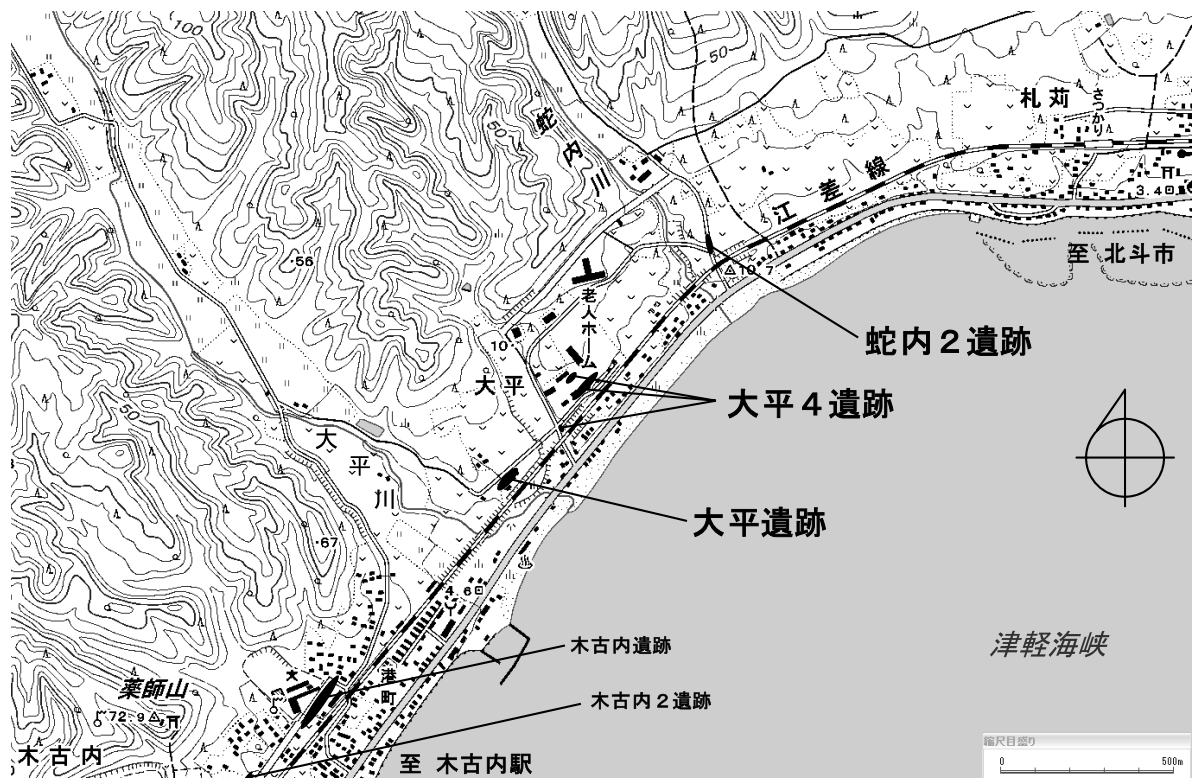 100
50
蛇内川
50
札苅
さつかり
江差線
3.4
至 北斗市
・56
10.7
老人ホーム
蛇内２遺跡
10
大平
大平４遺跡
50
大平川
大平遺跡
・67
4.6
木古内遺跡
津軽海峡
港町
薬師山
木古内２遺跡
72.9
文
木古内
至 木古内駅
縮尺目盛り
0 500m